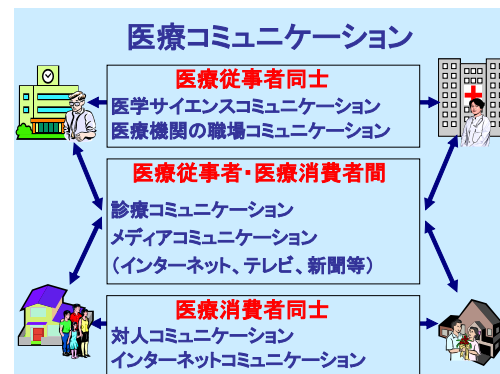 医療コミュニケーション
医療従事者同士
医学サイエンスコミュニケーション
医療機関の職場コミュニケーション
医療従事者・医療消費者間
診療コミュニケーション
メディアコミュニケーション
（インターネット、テレビ、新聞等）
医療消費者同士
対人コミュニケーション
インターネットコミュニケーション